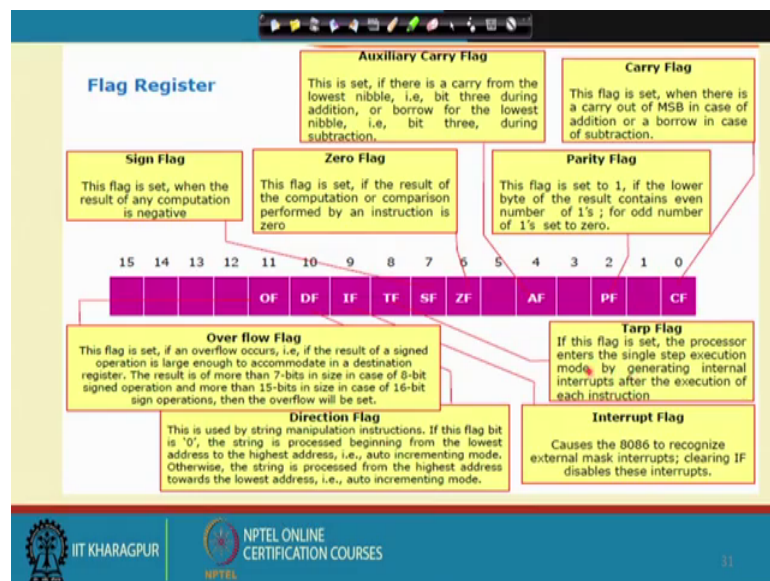 Flag Register
Auxiliary Carry Flag
This is set, if there is a carry from the
lowest nibble, i.e, bit three during
addition, or borrow for the lowest
nibble, i.e, bit three, during
subtraction.
Carry Flag
This flag is set, when there is
a carry out of MSB in case of
addition or a borrow in case
of subtraction.
Sign Flag
This flag is set, when the
result of any computation
is negative
Zero Flag
This flag is set, if the result of
the computation or comparison
performed by an instruction is
zero
Parity Flag
This flag is set to 1, if the lower
byte of the result contains even
number of 1's ; for odd number
of 1's set to zero.
15 14 13 12 11 10 9 8 7 6 5 4 3 2 1 0
OF DF IF TF SF ZF AF PF CF
Over flow Flag
This flag is set, if an overflow occurs, i.e, if the result of a signed
operation is large enough to accommodate in a destination
register. The result is of more than 7-bits in size in case of 8-bit
signed operation and more than 15-bits in size in case of 16-bit
sign operations, then the overflow will be set.
Tarp Flag
If this flag is set, the processor
enters the single step execution
mode by generating internal
interrupts after the execution of
each instruction
Direction Flag
This is used by string manipulation instructions. If this flag bit
is '0', the string is processed beginning from the lowest
address to the highest address, i.e., auto incrementing mode.
Otherwise, the string is processed from the highest address
towards the lowest address, i.e., auto incrementing mode.
Interrupt Flag
Causes the 8086 to recognize
external mask interrupts; clearing IF
disables these interrupts.
IIT KHARAGPUR
NPTEL
NPTEL ONLINE
CERTIFICATION COURSES
31